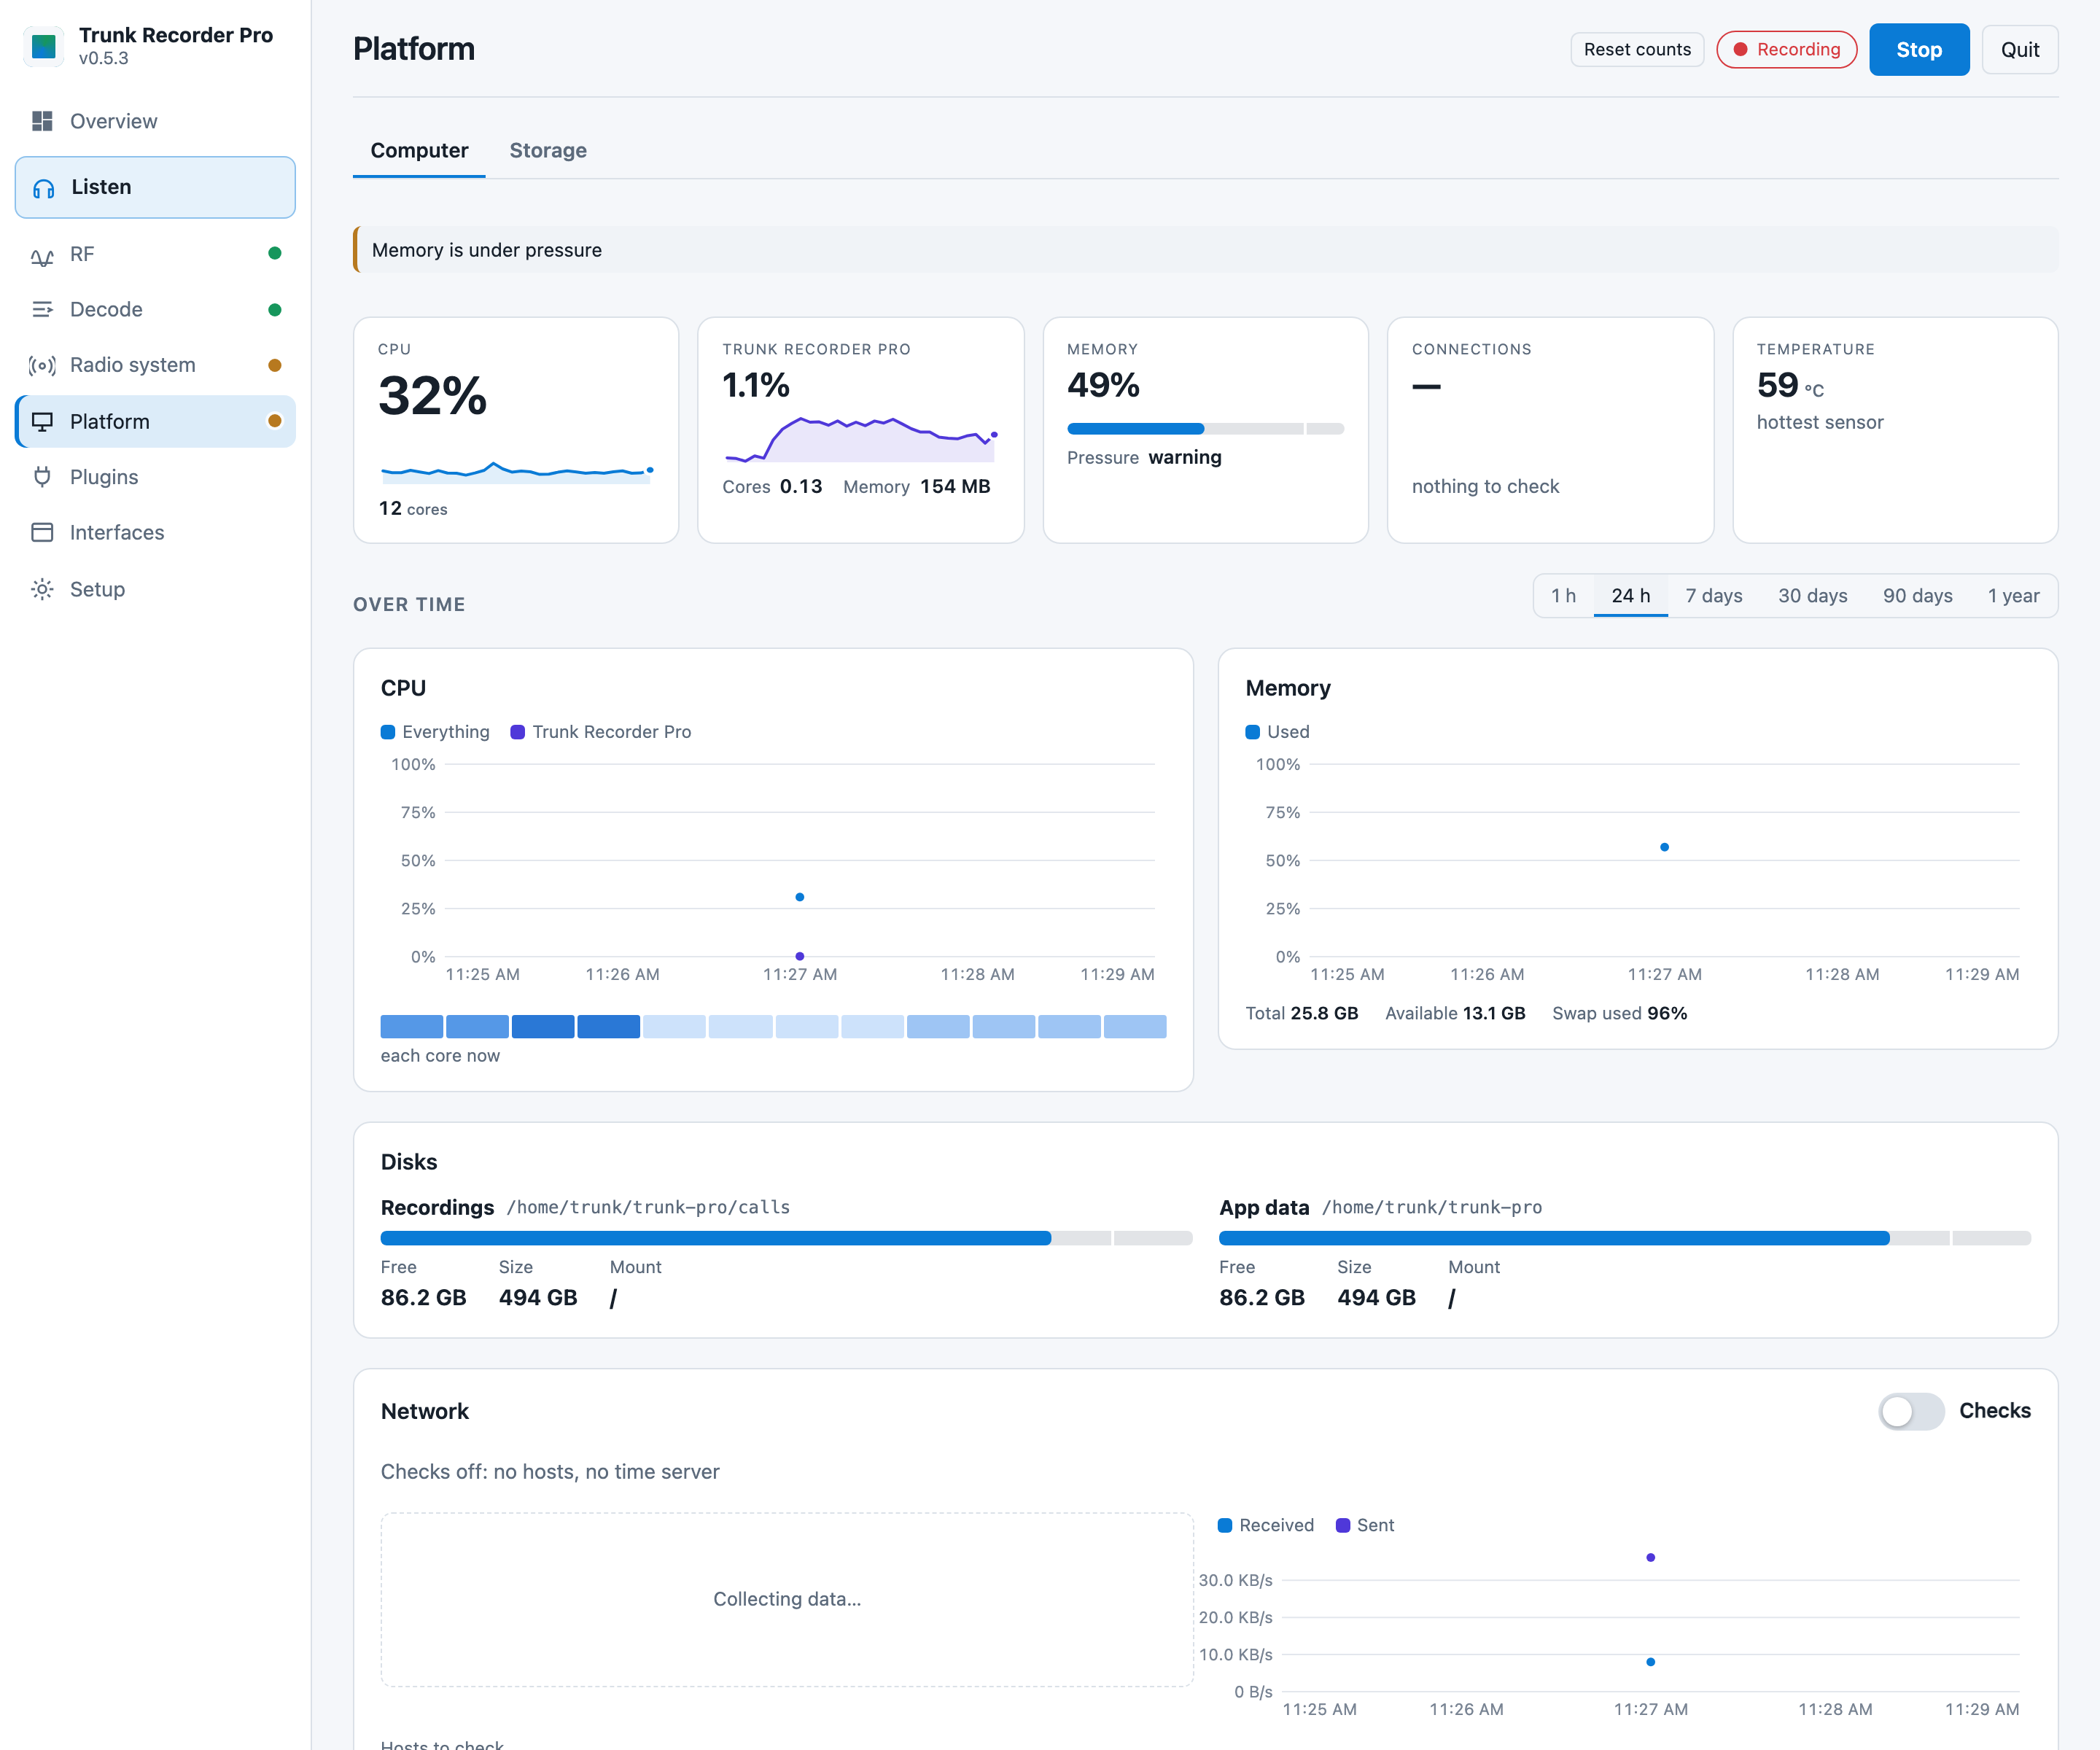 Trunk Recorder Pro
v0.5.3
Overview
Listen
RF
Decode
Radio system
Platform
Plugins
Interfaces
Setup
Platform
Reset counts
Recording
Stop
Quit
Computer
Storage
Memory is under pressure
CPU
32%
12 cores
TRUNK RECORDER PRO
1.1%
Cores 0.13 Memory 154 MB
MEMORY
49%
Pressure warning
CONNECTIONS
—
nothing to check
TEMPERATURE
59 °C
hottest sensor
OVER TIME
1 h 24 h 7 days 30 days 90 days 1 year
CPU
Everything Trunk Recorder Pro
100%
75%
50%
25%
0%
11:25 AM 11:26 AM 11:27 AM 11:28 AM 11:29 AM
each core now
Memory
Used
100%
75%
50%
25%
0%
11:25 AM 11:26 AM 11:27 AM 11:28 AM 11:29 AM
Total 25.8 GB Available 13.1 GB Swap used 96%
Disks
Recordings /home/trunk/trunk-pro/calls
Free Size Mount
86.2 GB 494 GB /
App data /home/trunk/trunk-pro
Free Size Mount
86.2 GB 494 GB /
Network
Checks
Checks off: no hosts, no time server
Collecting data...
Received Sent
30.0 KB/s
20.0 KB/s
10.0 KB/s
0 B/s
11:25 AM 11:26 AM 11:27 AM 11:28 AM 11:29 AM
Hosts to check